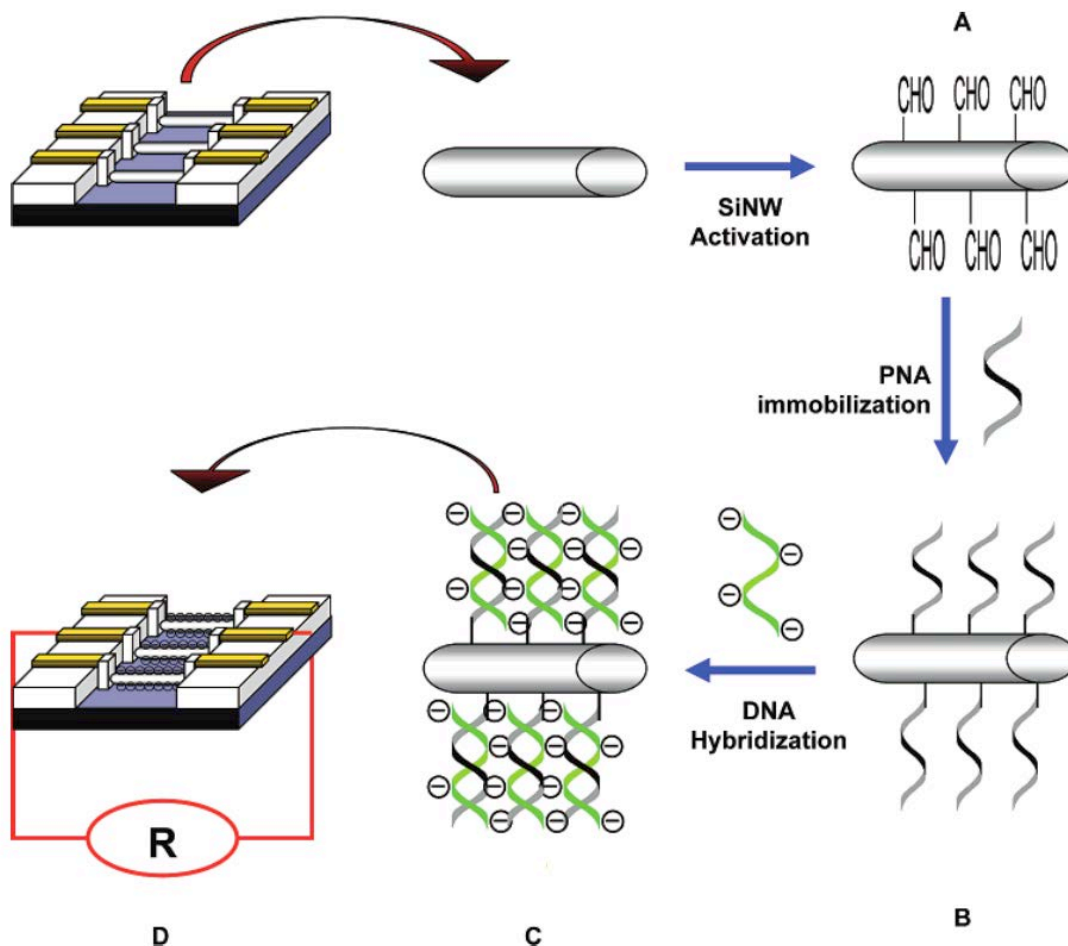 A
CHO CHO CHO
SiNW
Activation
CHO CHO CHO
PNA
immobilization
DNA
Hybridization
R
D
C
B